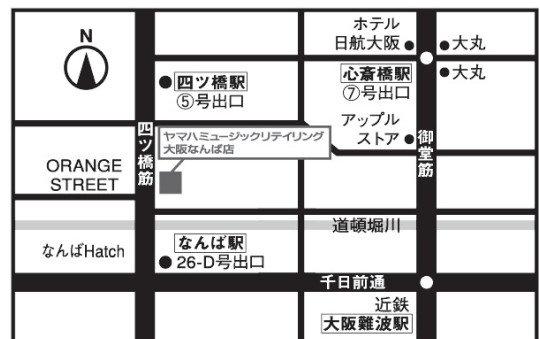 N
ホテル
日航大阪
大丸
大丸
四ツ橋駅
⑤号出口
心斎橋駅
⑦号出口
アップル
ストア
四ツ橋筋
ヤマハミュージックリテイリング
大阪なんば店
御堂筋
ORANGE
STREET
道頓堀川
なんばHatch
なんば駅
26-D号出口
千日前通
近鉄
大阪難波駅